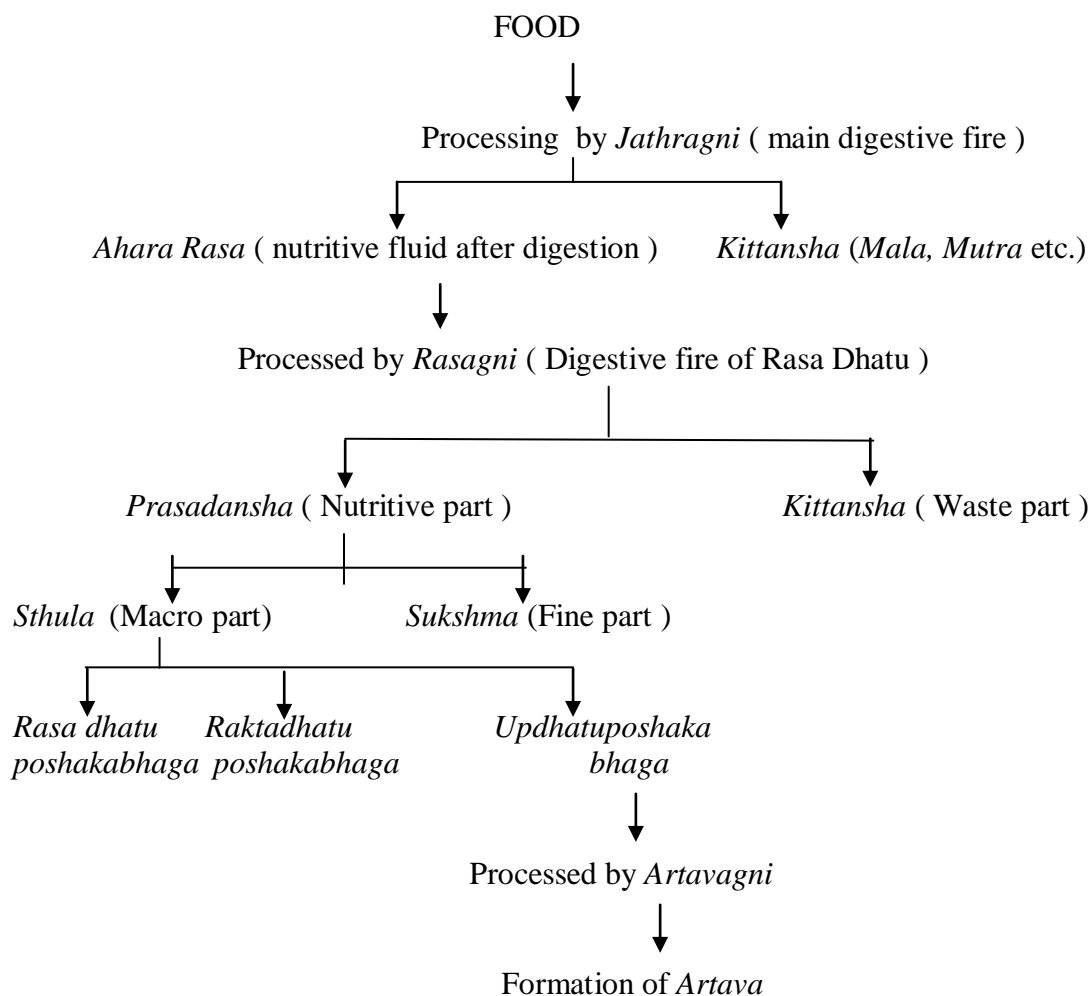 FOOD
Processing by Jathragni ( main digestive fire )
Ahara Rasa ( nutritive fluid after digestion )
Kittansha (Mala, Mutra etc.)
Processed by Rasagni ( Digestive fire of Rasa Dhatu )
Prasadansha ( Nutritive part )
Kittansha ( Waste part )
Sthula (Macro part)
Sukshma (Fine part )
Rasa dhatu
poshakabhaga
Raktadhatu
poshakabhaga
Updhatuposhaka
bhaga
Processed by Artavagni
Formation of Artava